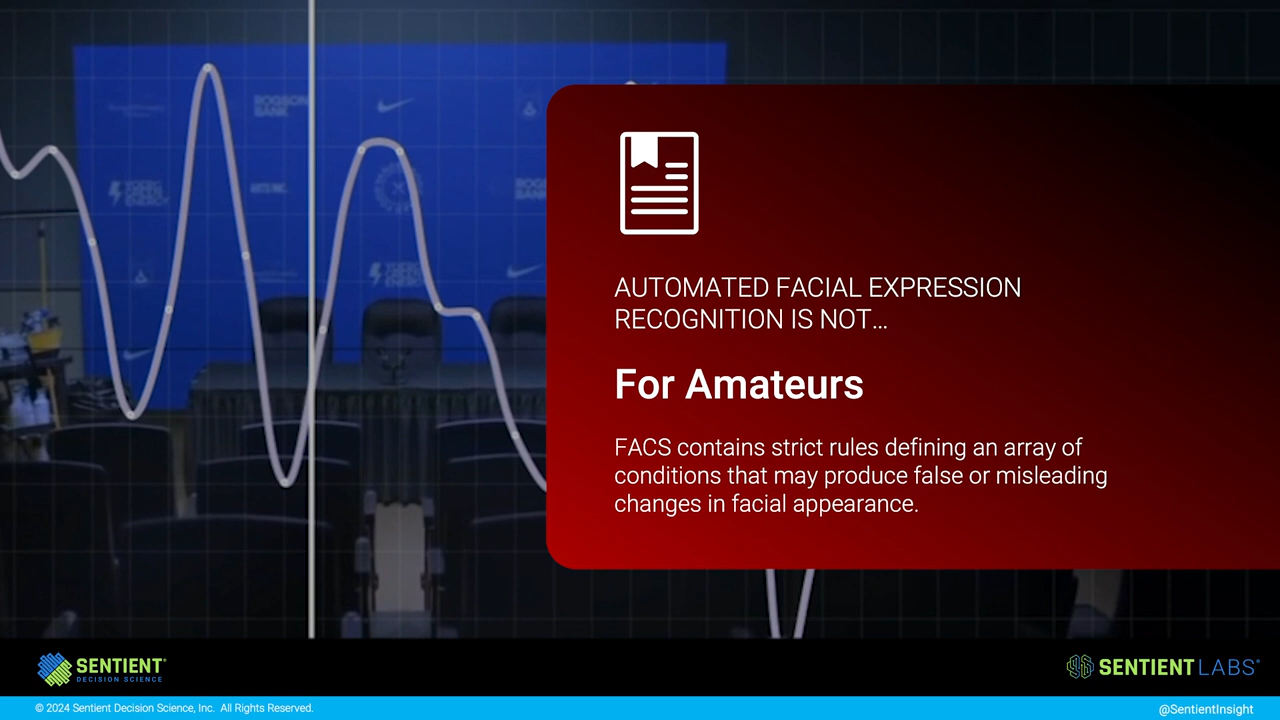 ROGSON
BANK
AUTOMATED FACIAL EXPRESSION
RECOGNITION IS NOT...
For Amateurs
FACS contains strict rules defining an array of
conditions that may produce false or misleading
changes in facial appearance.
SENTIENT®
DECISION SCIENCE
SENTIENT LABS®
© 2024 Sentient Decision Science, Inc. All Rights Reserved.
@SentientInsight